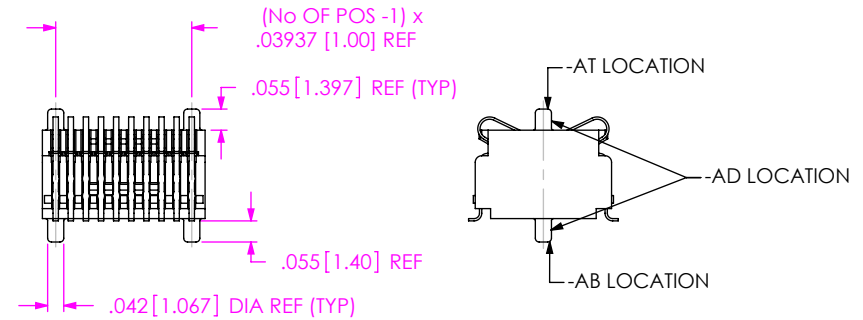 (No OF POS -1) x
.03937 [1.00] REF
.055[1.397] REF (TYP)
.055[1.40] REF
.042[1.067] DIA REF (TYP)
-AT LOCATION
-AD LOCATION
-AB LOCATION